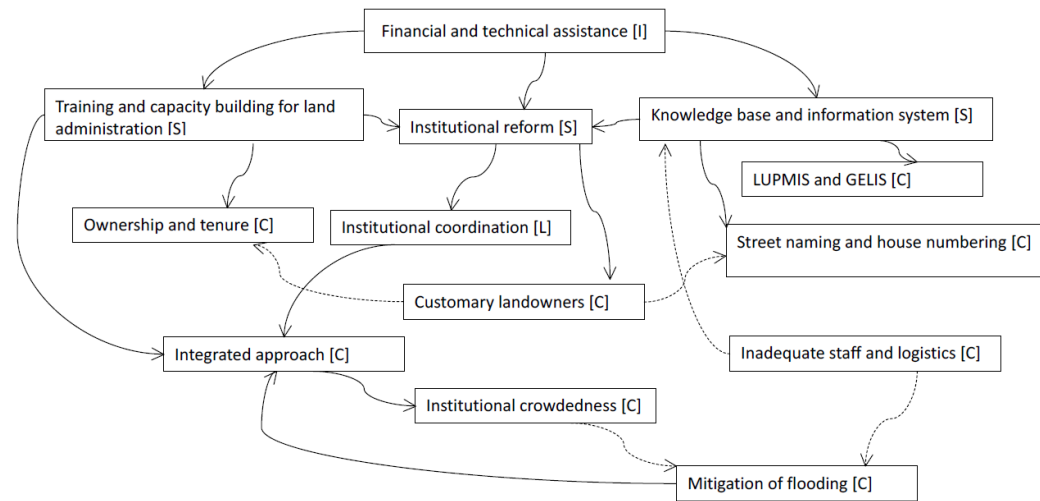 Financial and technical assistance [I]
Training and capacity building for land
administration [S]
Institutional reform [S]
Knowledge base and information system [S]
LUPMIS and GELIS [C]
Ownership and tenure [C]
Institutional coordination [L]
Street naming and house numbering [C]
Customary landowners [C]
Integrated approach [C]
Inadequate staff and logistics [C]
Institutional crowdedness [C]
Mitigation of flooding [C]